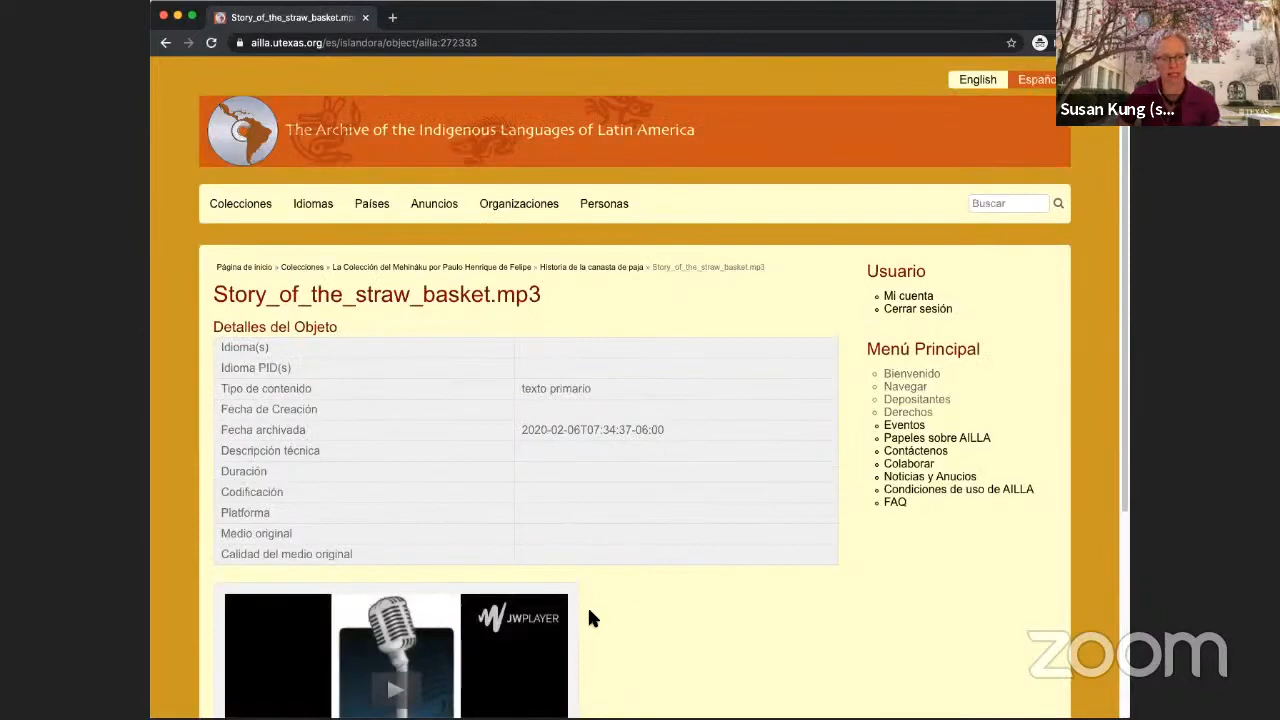 Story_of_the_straw_basket.mp
ailla.utexas.org/es/islandora/object/ailla:272333
English
Españo
Susan Kung (s...
TEXAS
The Archive of the Indigenous Languages of Latin America
Colecciones Idiomas Países Anuncios Organizaciones Personas
Buscar
Página de inicio » Colecciones » La Colección del Mehináku por Paulo Henrique de Felipe » Historia de la canasta de paja » Story_of_the_straw_basket.mp3
Story_of_the_straw_basket.mp3
Detalles del Objeto
Idioma(s)
Idioma PID(s)
Tipo de contenido texto primario
Fecha de Creación
Fecha archivada 2020-02-06T07:34:37-06:00
Descripción técnica
Duración
Codificación
Platforma
Medio original
Calidad del medio original
JWPLAYER
Usuario
Mi cuenta
Cerrar sesión
Menú Principal
Bienvenido
Navegar
Depositantes
Derechos
Eventos
Papeles sobre AILLA
Contáctenos
Colaborar
Noticias y Anucios
Condiciones de uso de AILLA
FAQ
zoom